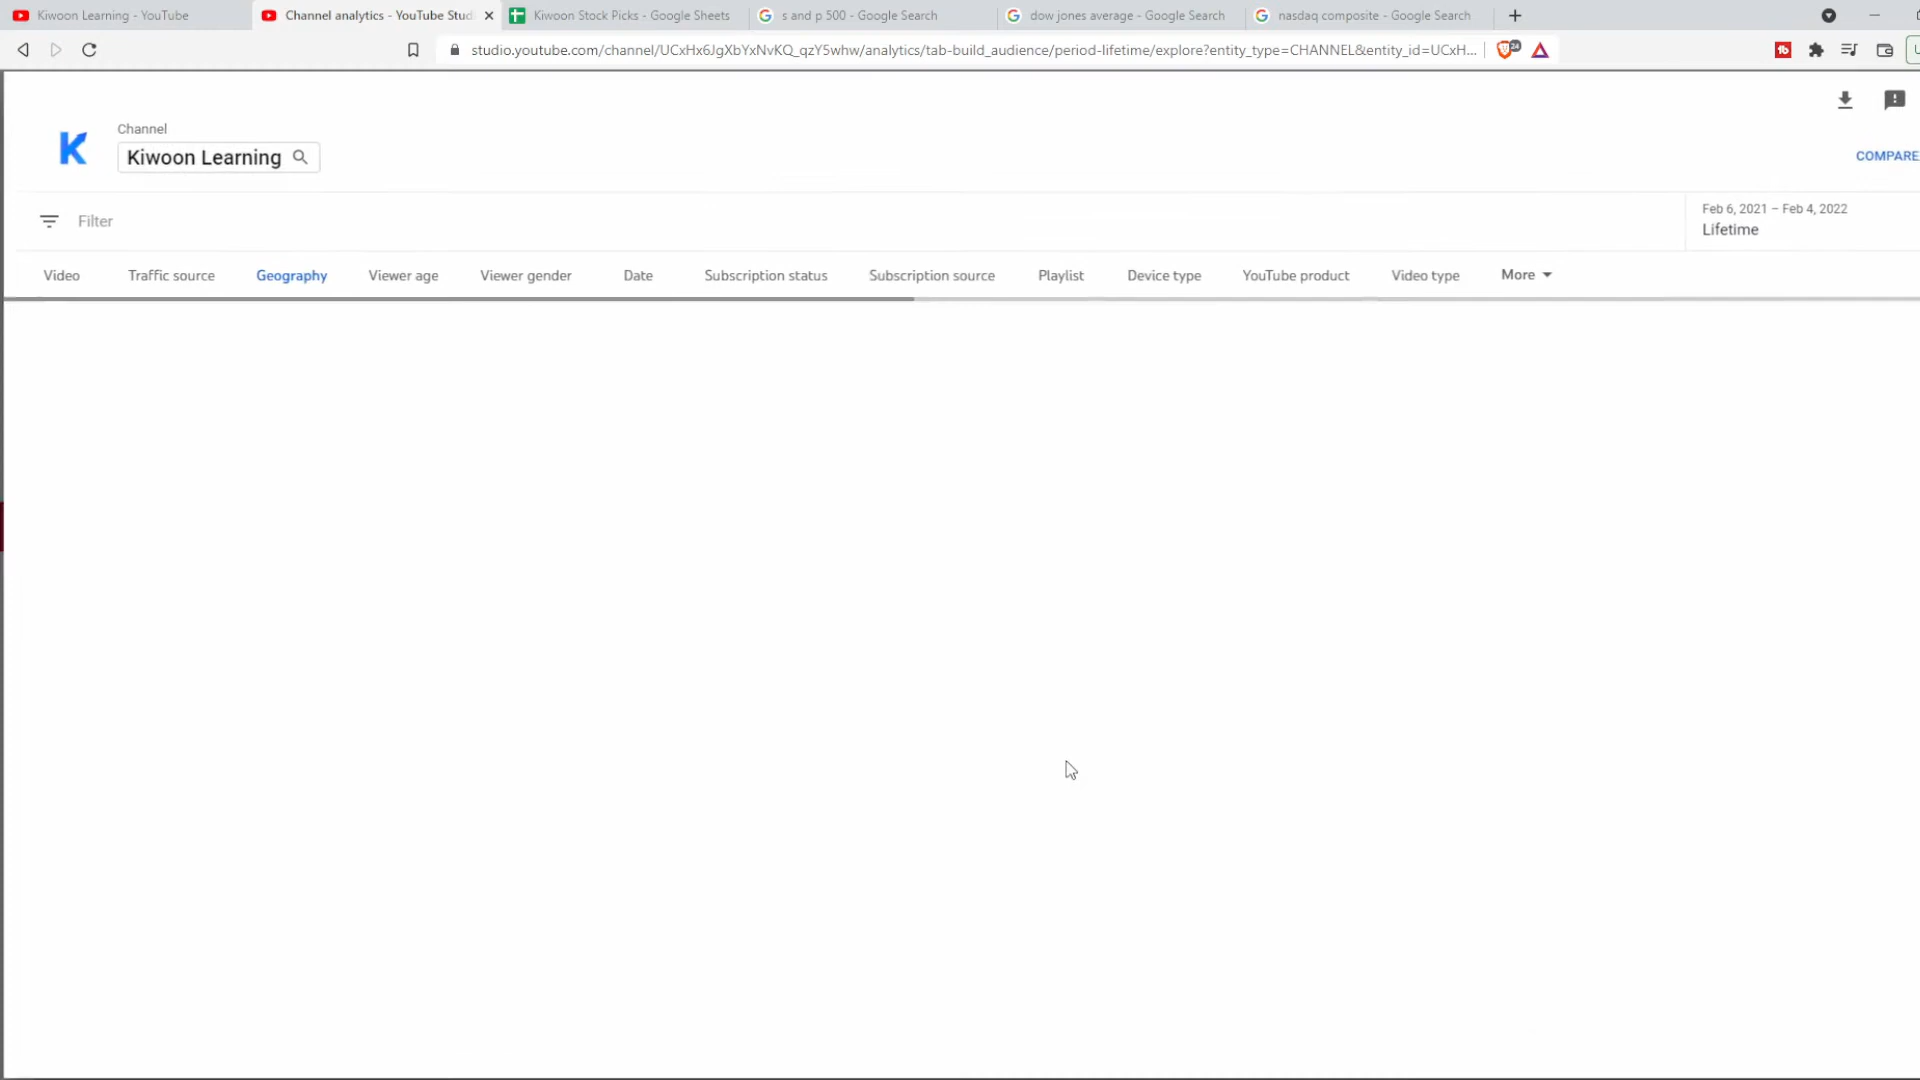 Kiwoon Learning - YouTube
Channel analytics - YouTube Stud
Kiwoon Stock Picks - Google Sheets
s and p 500 - Google Search
dow jones average - Google Search
nasdaq composite - Google Search
studio.youtube.com/channel/UCxHx6JgXbYxNvKQ_qzY5whw/analytics/tab-build_audience/period-lifetime/explore?entity_type=CHANNEL&entity_id=UCxH...
24
Channel
K
Kiwoon Learning
COMPARE
Filter
Feb 6, 2021 – Feb 4, 2022
Lifetime
Video
Traffic source
Geography
Viewer age
Viewer gender
Date
Subscription status
Subscription source
Playlist
Device type
YouTube product
Video type
More